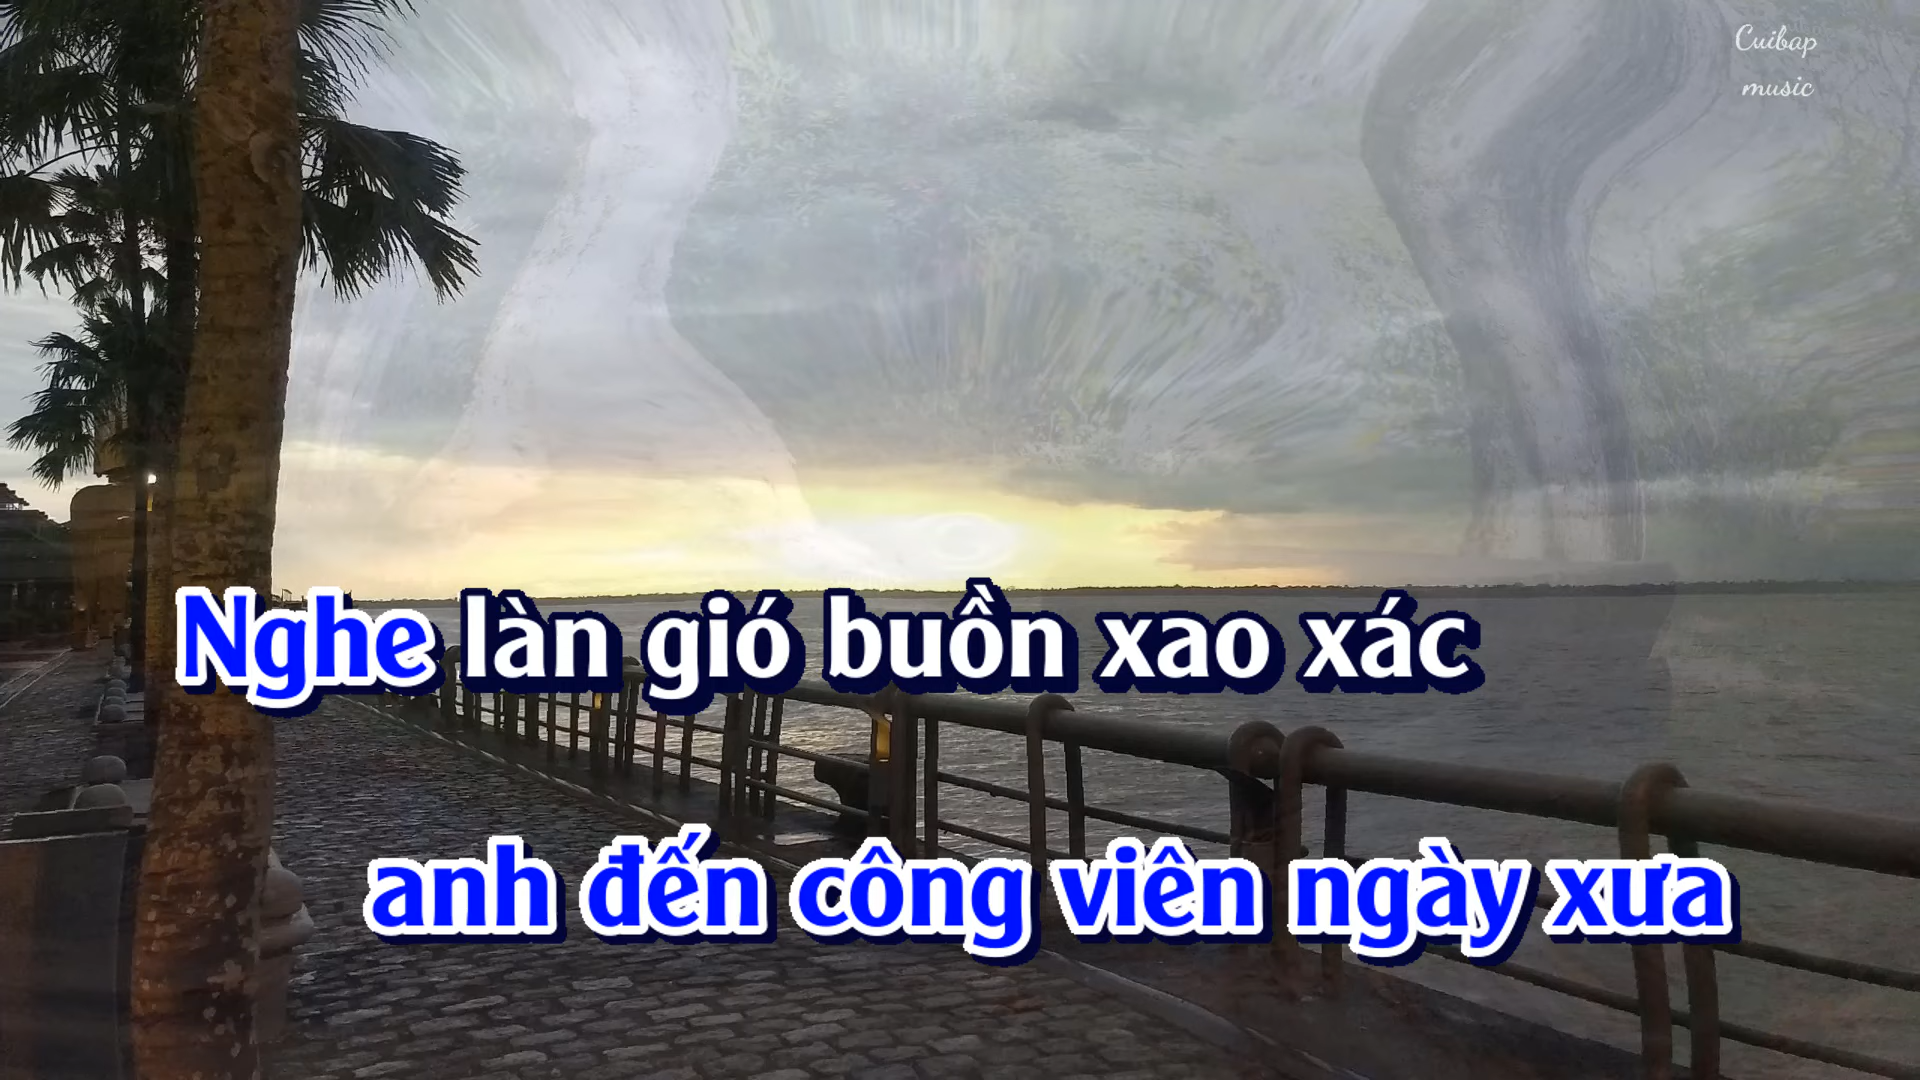 Cuibap
music
Nghe làn gió buồn xao xác
anh đến công viên ngày xưa